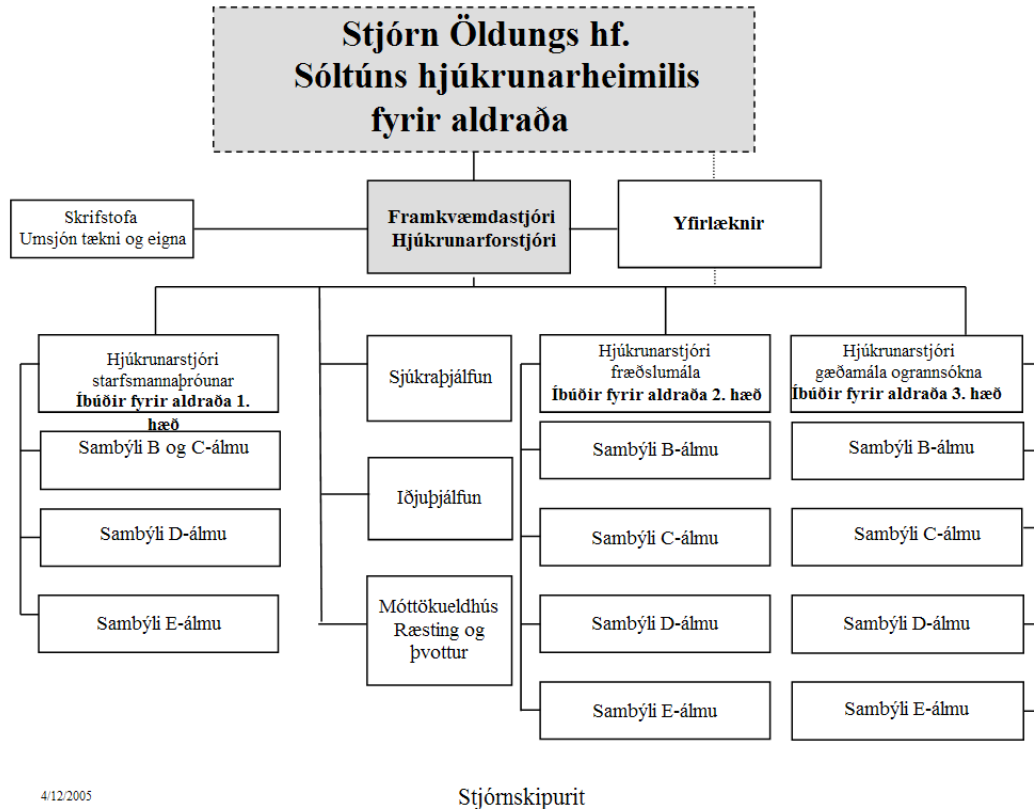 Stjórn Öldungs hf.
Sóltúns hjúkrunarheimilis
fyrir aldraða
Skrifstofa
Umsjón tækni og eigna
Framkvæmdastjóri
Hjúkrunarforstjóri
Yfirlæknir
Hjúkrunarstjóri
starfsmannaþróunar
Íbúðir fyrir aldraða 1.
hæð
Sambýli B og C-álmu
Sambýli D-álmu
Sambýli E-álmu
Sjúkraþjálfun
Iðjuþjálfun
Móttökueldhús
Ræsting og
þvottur
Hjúkrunarstjóri
fræðslumála
Íbúðir fyrir aldraða 2. hæð
Sambýli B-álmu
Sambýli C-álmu
Sambýli D-álmu
Sambýli E-álmu
Hjúkrunarstjóri
gæðamála ogrannsókna
Íbúðir fyrir aldraða 3. hæð
Sambýli B-álmu
Sambýli C-álmu
Sambýli D-álmu
Sambýli E-álmu
4/12/2005
Stjórnskipurit